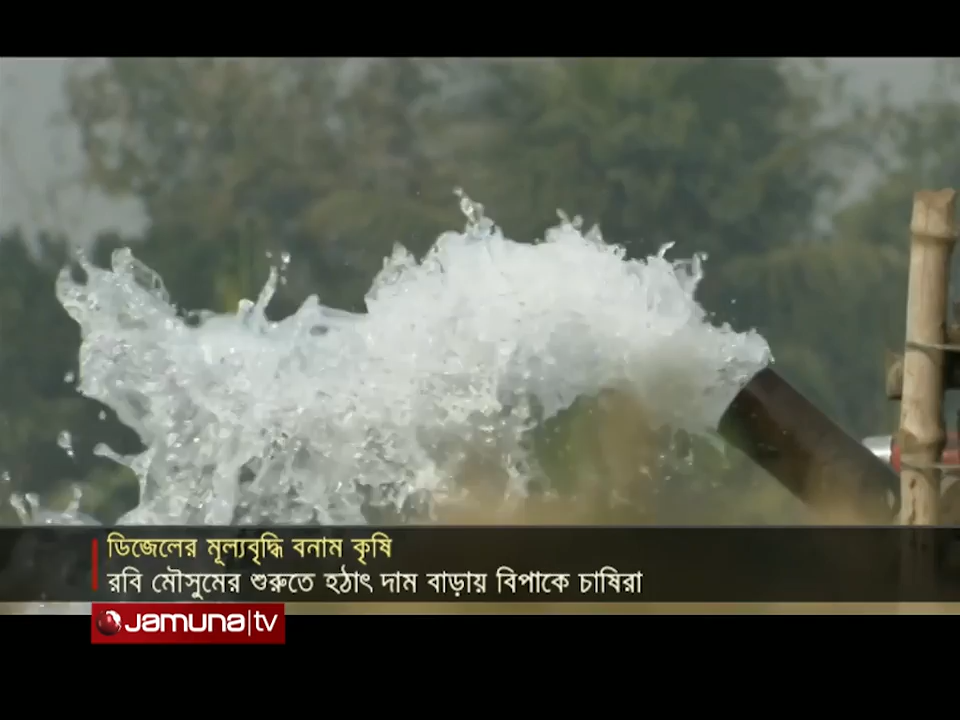 ডিজেলের মূল্যবৃদ্ধি বনাম কৃষি
রবি মৌসুমের শুরুতে হঠাৎ দাম বাড়ায় বিপাকে চাষিরা
Jamuna|tv